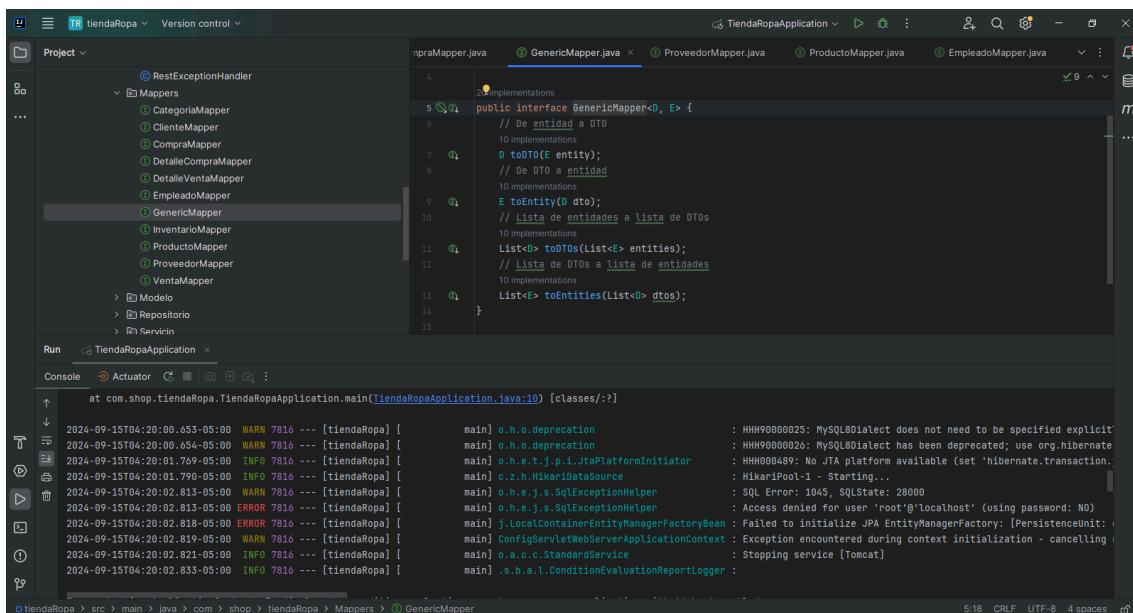 TR tiendaRopa Version control TiendaRopaApplication
Project
RestExceptionHandler
Mappers
CategoriaMapper
ClienteMapper
CompraMapper
DetalleCompraMapper
DetalleVentaMapper
EmpleadoMapper
GenericMapper
InventarioMapper
ProductoMapper
ProveedorMapper
VentaMapper
Modelo
Repositorio
Servicio
mpraMapper.java GenericMapper.java ProveedorMapper.java ProductoMapper.java EmpleadoMapper.java
4
9
implementations
5 public interface GenericMapper<D, E> {
6 // De entidad a DTO
10 implementations
7 D toDTO(E entity);
8 // De DTO a entidad
10 implementations
9 E toEntity(D dto);
10 // Lista de entidades a lista de DTOs
10 implementations
11 List<D> toDTOs(List<E> entities);
12 // Lista de DTOs a lista de entidades
10 implementations
13 List<E> toEntities(List<D> dtos);
14 }
15
Run TiendaRopaApplication
Console Actuator
at com.shop.tiendaRopa.TiendaRopaApplication.main(TiendaRopaApplication.java:10) [classes/:?]
2024-09-15T04:20:00.653-05:00 WARN 7816 --- [tiendaRopa] [ main] o.h.o.deprecation : HHH90000025: MySQL8Dialect does not need to be specified explicit
2024-09-15T04:20:00.654-05:00 WARN 7816 --- [tiendaRopa] [ main] o.h.o.deprecation : HHH90000026: MySQL8Dialect has been deprecated; use org.hibernate
2024-09-15T04:20:01.769-05:00 INFO 7816 --- [tiendaRopa] [ main] o.h.e.t.j.p.i.JtaPlatformInitiator : HHH000489: No JTA platform available (set 'hibernate.transaction.
2024-09-15T04:20:01.790-05:00 INFO 7816 --- [tiendaRopa] [ main] c.z.h.HikariDataSource : HikariPool-1 - Starting...
2024-09-15T04:20:02.813-05:00 WARN 7816 --- [tiendaRopa] [ main] o.h.e.j.s.SqlExceptionHelper : SQL Error: 1045, SQLState: 28000
2024-09-15T04:20:02.813-05:00 ERROR 7816 --- [tiendaRopa] [ main] o.h.e.j.s.SqlExceptionHelper : Access denied for user 'root'@'localhost' (using password: NO)
2024-09-15T04:20:02.818-05:00 ERROR 7816 --- [tiendaRopa] [ main] j.LocalContainerEntityManagerFactoryBean : Failed to initialize JPA EntityManagerFactory: [PersistenceUnit:
2024-09-15T04:20:02.819-05:00 WARN 7816 --- [tiendaRopa] [ main] ConfigServletWebServerApplicationContext : Exception encountered during context initialization - cancelling
2024-09-15T04:20:02.821-05:00 INFO 7816 --- [tiendaRopa] [ main] o.a.c.c.StandardService : Stopping service [Tomcat]
2024-09-15T04:20:02.833-05:00 INFO 7816 --- [tiendaRopa] [ main] .s.b.a.l.ConditionEvaluationReportLogger :
tiendaRopa > src > main > java > com > shop > tiendaRopa > Mappers > GenericMapper 5:18 CRLF UTF-8 4 spaces